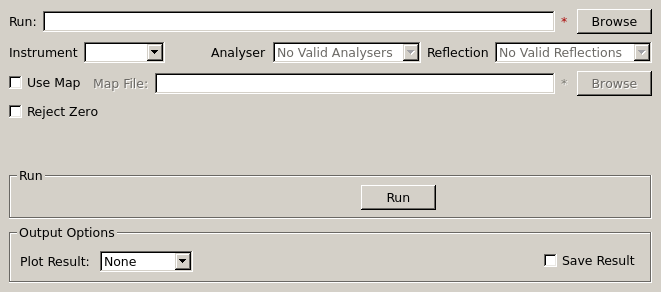 Run: * Browse
Instrument Analyser No Valid Analysers Reflection No Valid Reflections
Use Map Map File: * Browse
Reject Zero
Run
Run
Output Options
Plot Result: None Save Result